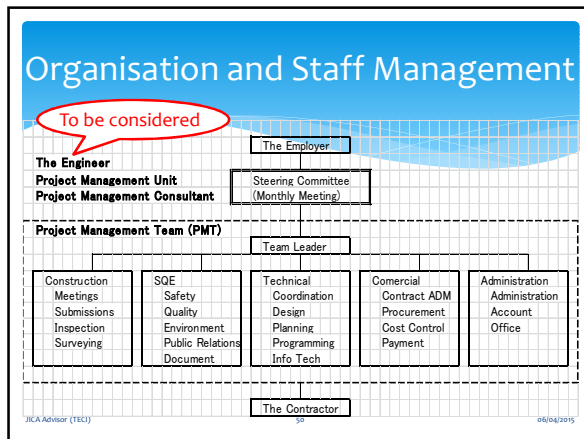 Organisation and Staff Management
To be considered
The Employer
The Engineer
Project Management Unit
Project Management Consultant
Steering Committee
(Monthly Meeting)
Project Management Team (PMT)
Team Leader
Construction
Meetings
Submissions
Inspection
Surveying
SQE
Safety
Quality
Environment
Public Relations
Document
Technical
Coordination
Design
Planning
Programming
Info Tech
Comercial
Contract ADM
Procurement
Cost Control
Payment
Administration
Administration
Account
Office
The Contractor
JICA Advisor (TECI)
50
06/04/2015